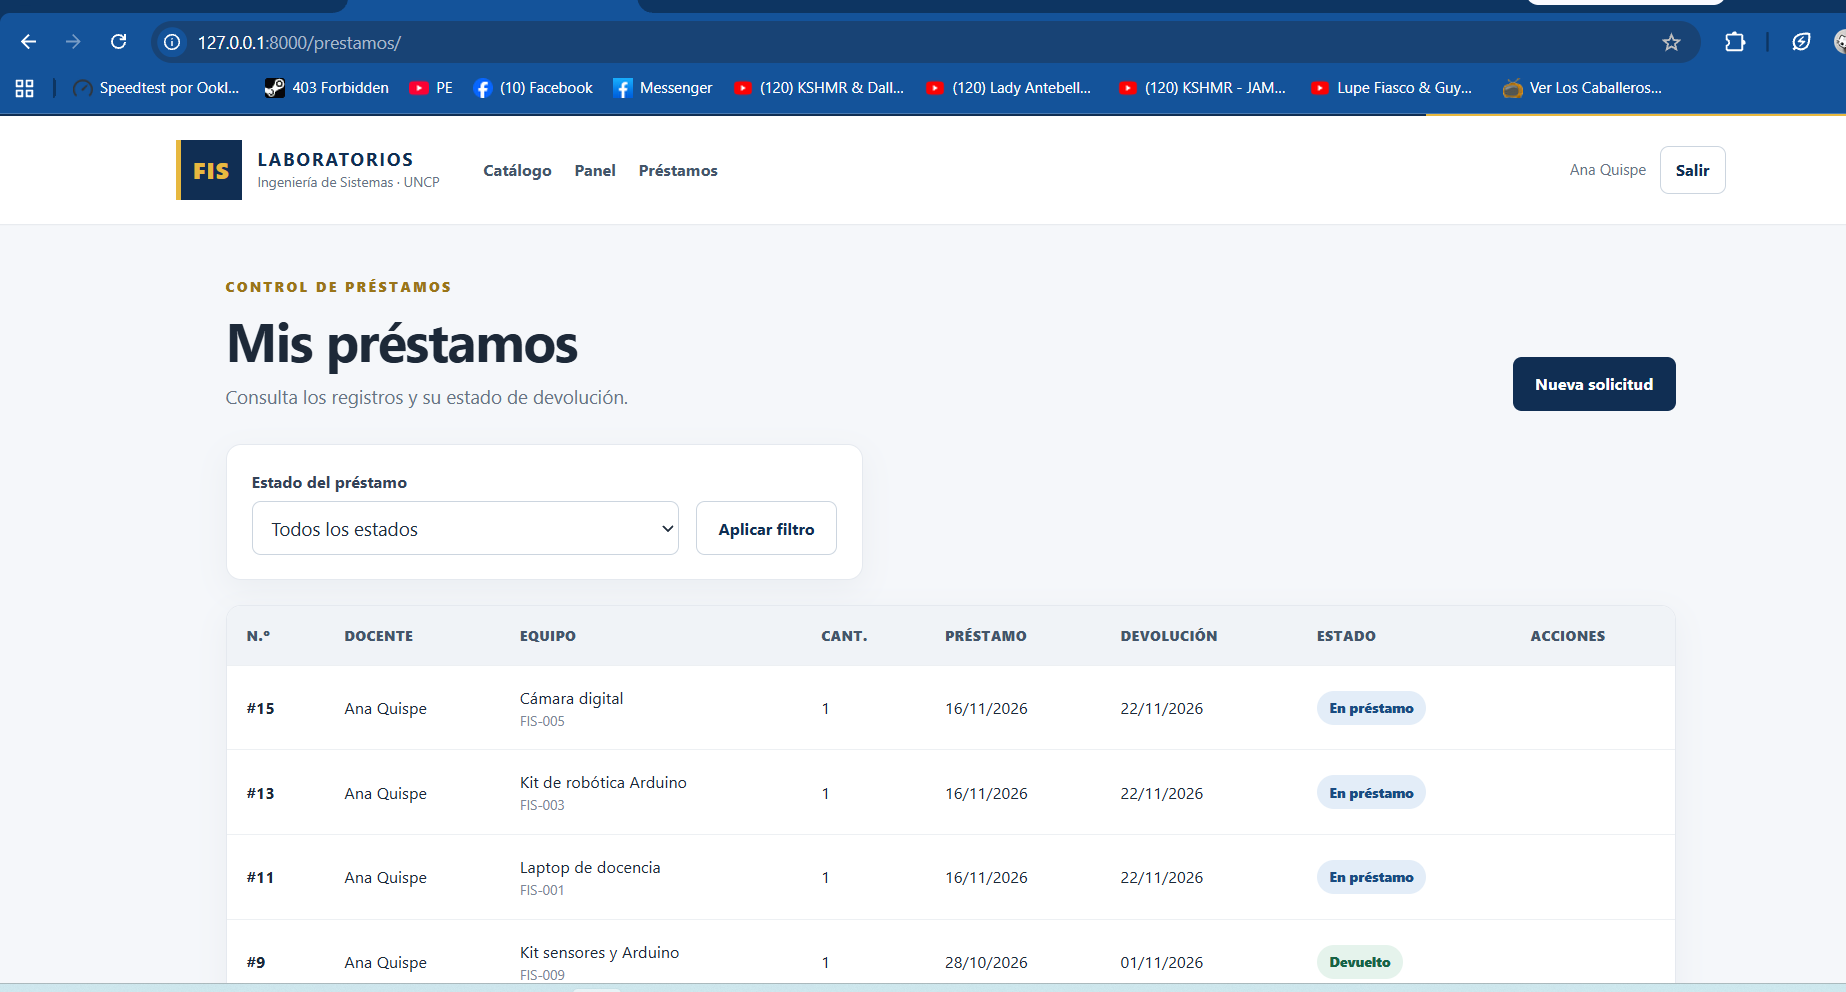 127.0.0.1:8000/prestamos/
Speedtest por Ookl...
403 Forbidden
PE
(10) Facebook
Messenger
(120) KSHMR & Dall...
(120) Lady Antebell...
(120) KSHMR - JAM...
Lupe Fiasco & Guy...
Ver Los Caballeros...
FIS
LABORATORIOS
Ingeniería de Sistemas · UNCP
Catálogo
Panel
Préstamos
Ana Quispe
Salir
CONTROL DE PRÉSTAMOS
Mis préstamos
Consulta los registros y su estado de devolución.
Nueva solicitud
Estado del préstamo
Todos los estados
Aplicar filtro
N.º DOCENTE EQUIPO CANT. PRÉSTAMO DEVOLUCIÓN ESTADO ACCIONES
#15 Ana Quispe Cámara digital 1 16/11/2026 22/11/2026 En préstamo
FIS-005
#13 Ana Quispe Kit de robótica Arduino 1 16/11/2026 22/11/2026 En préstamo
FIS-003
#11 Ana Quispe Laptop de docencia 1 16/11/2026 22/11/2026 En préstamo
FIS-001
#9 Ana Quispe Kit sensores y Arduino 1 28/10/2026 01/11/2026 Devuelto
FIS-009